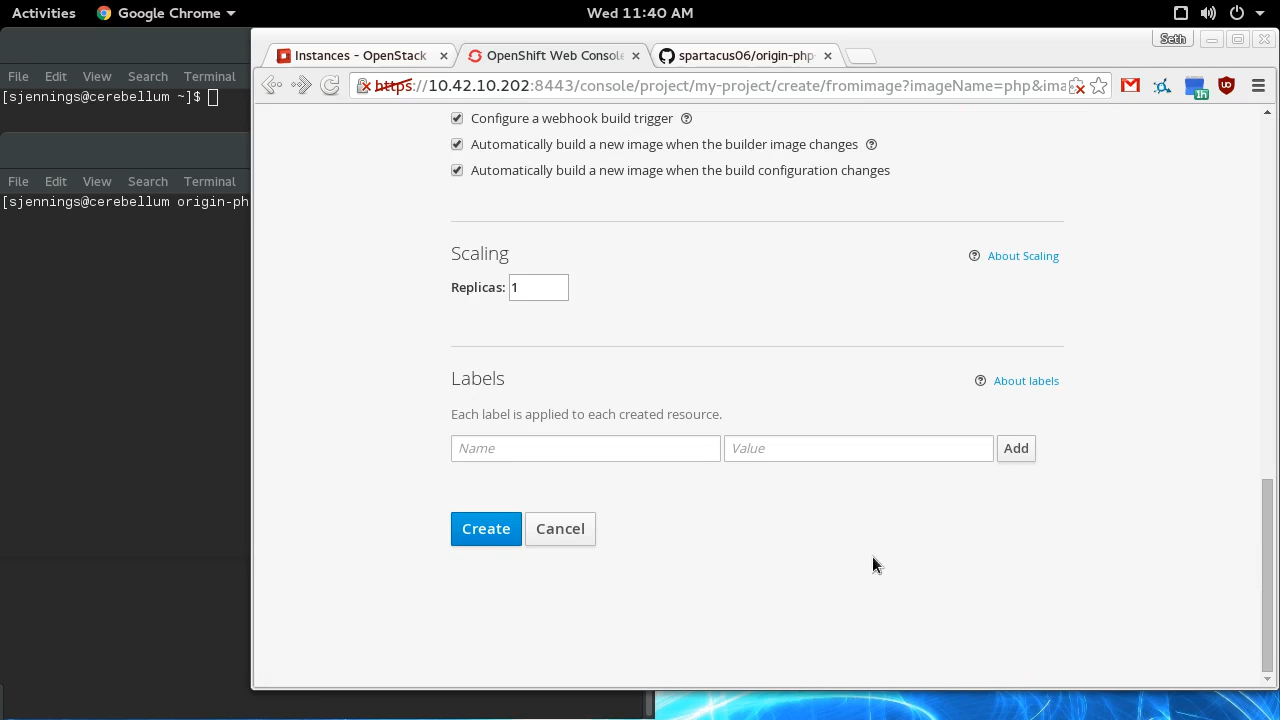 Activities Google Chrome Wed 11:40 AM
Seth
Instances - OpenStack OpenShift Web Console spartacus06/origin-php
https://10.42.10.202:8443/console/project/my-project/create/fromimage?imageName=php&ima
1h
File Edit View Search Terminal
[sjennings@cerebellum ~]$
File Edit View Search Terminal
[sjennings@cerebellum origin-ph
Configure a webhook build trigger
Automatically build a new image when the builder image changes
Automatically build a new image when the build configuration changes
Scaling
About Scaling
Replicas: 1
Labels
About labels
Each label is applied to each created resource.
Name Value Add
Create Cancel